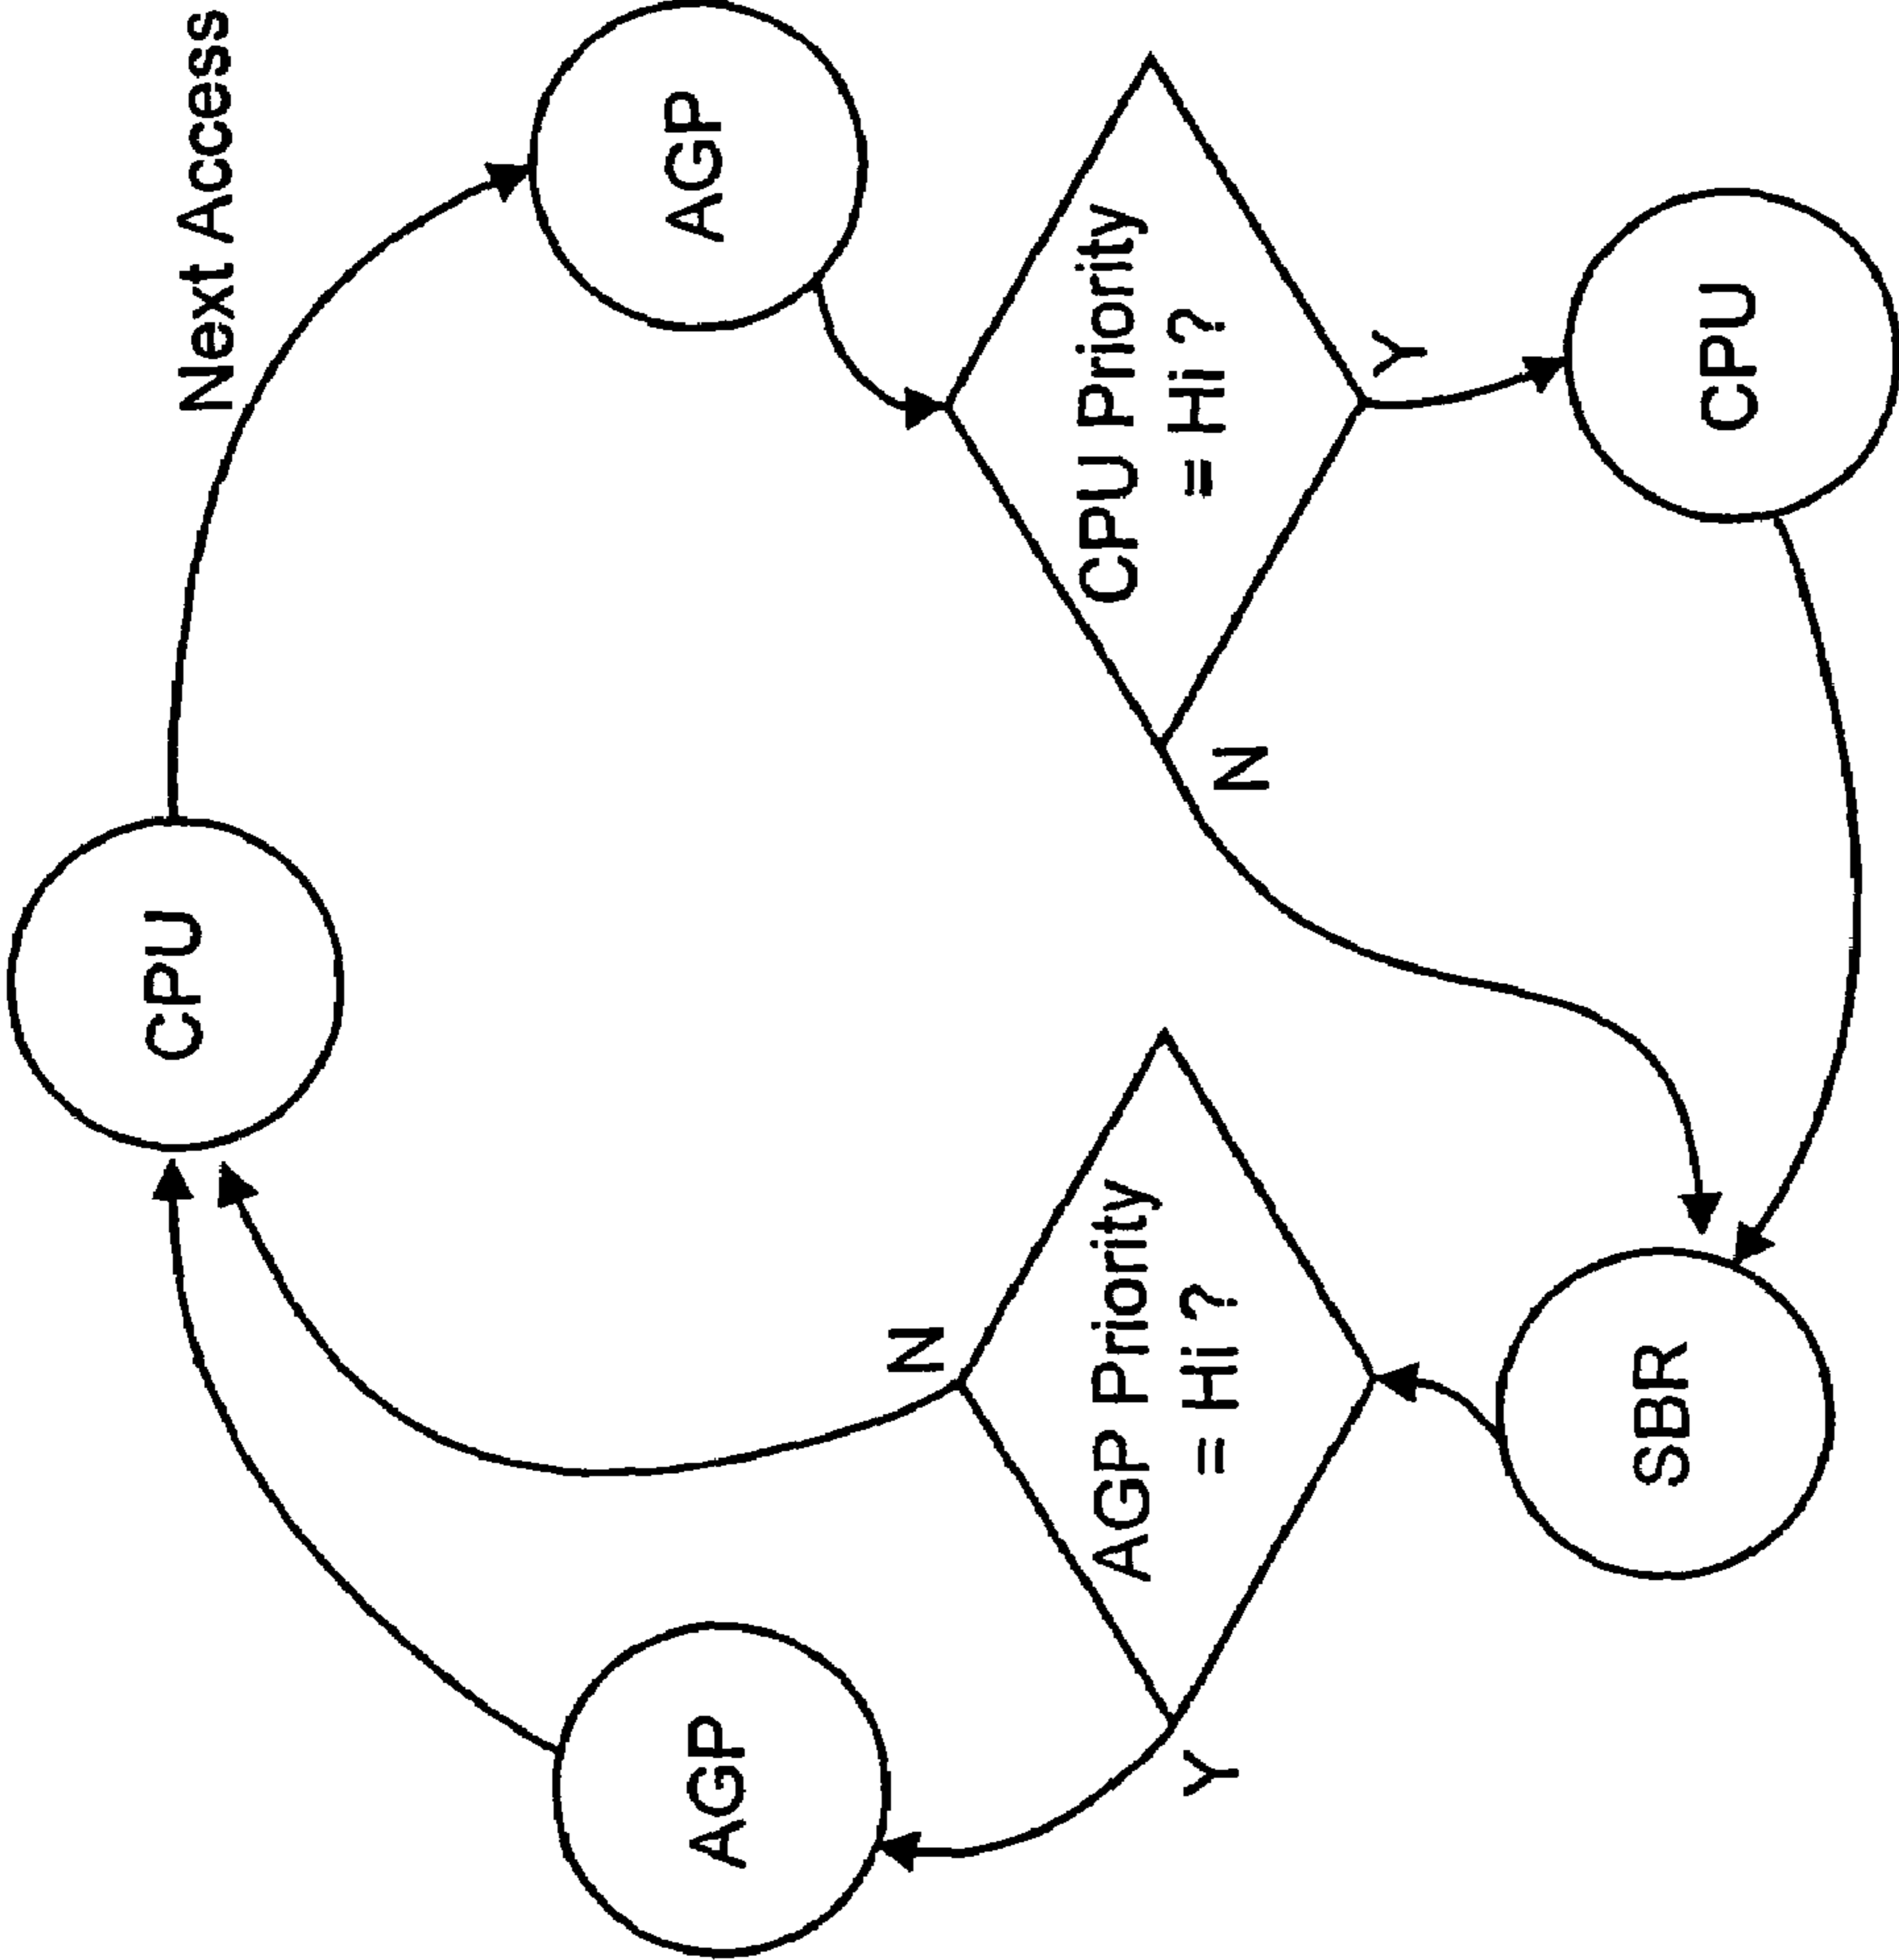 CPU
Next Access
AGP
CPU Priority
= Hi ?
Y
N
CPU
SBR
AGP Priority
= Hi ?
N
Y
AGP